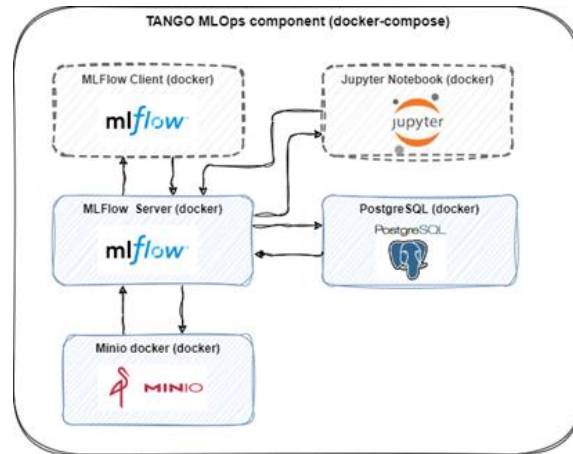 TANGO MLOps component (docker-compose)
MLFlow Client (docker)
mlflow
Jupyter Notebook (docker)
jupyter
MLFlow Server (docker)
mlflow
PostgreSQL (docker)
PostgreSQL
Minio docker (docker)
MINIO